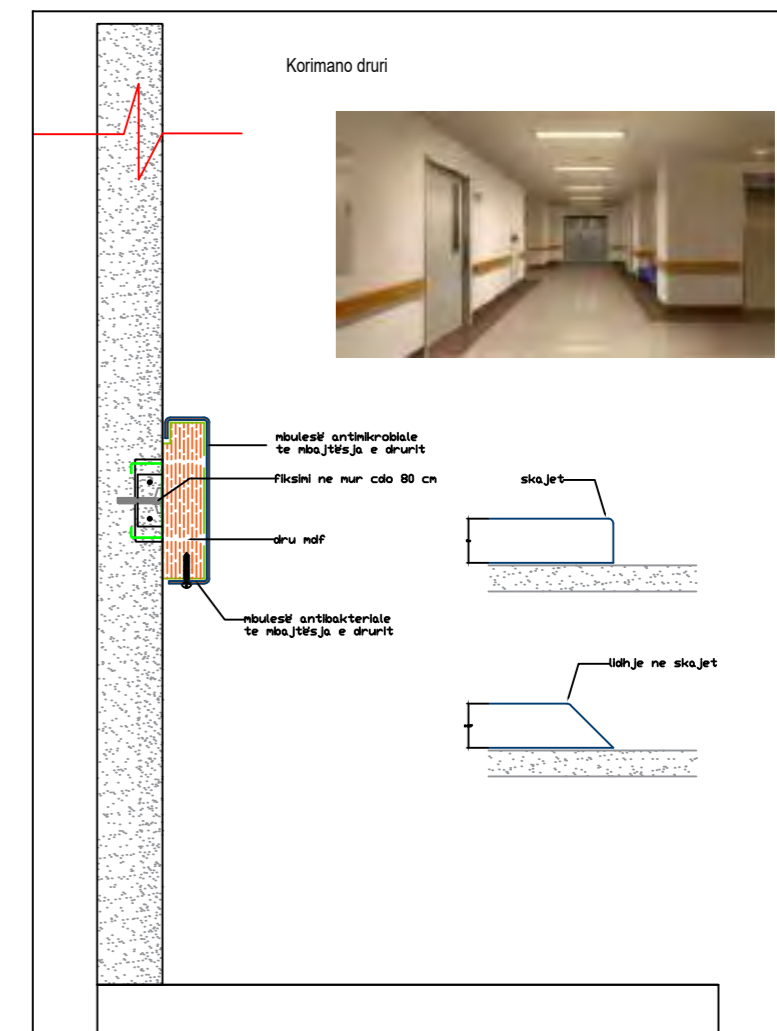 Korimano druri
mbulesë antimikrobiale
te mbajtësja e drurit
fiksimi ne mur cdo 80 cm
skajet
dru mdf
mbulesë antibakteriale
te mbajtësja e drurit
lidhje ne skajet